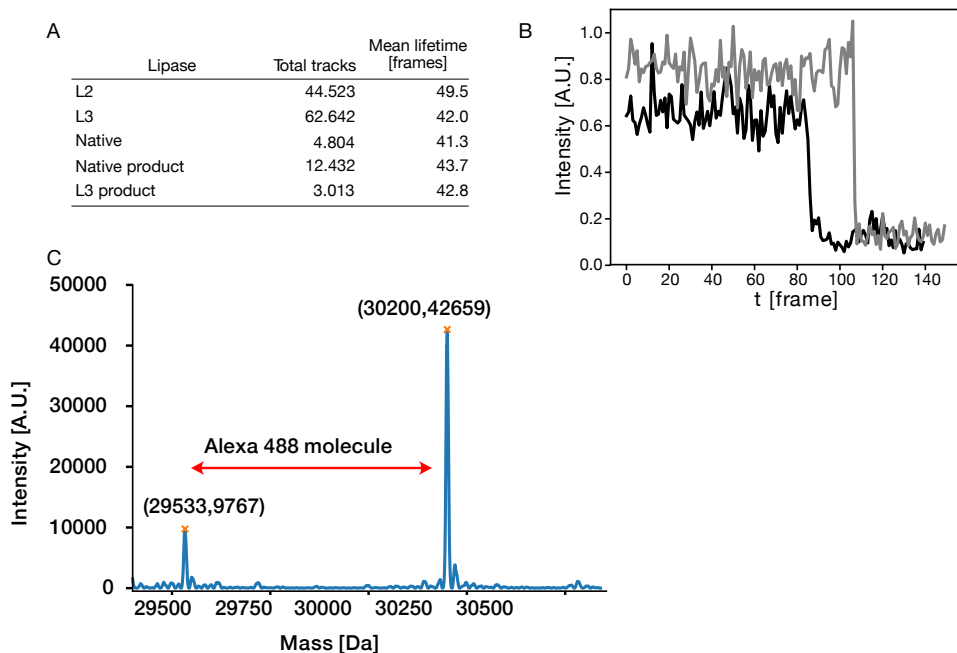 A
Lipase Total tracks Mean lifetime [frames]
L2 44.523 49.5
L3 62.642 42.0
Native 4.804 41.3
Native product 12.432 43.7
L3 product 3.013 42.8
B
Intensity [A.U.]
1.0
0.8
0.6
0.4
0.2
0.0
0 20 40 60 80 100 120 140
t [frame]
C
Intensity [A.U.]
50000
40000
30000
20000
10000
0
(30200,42659)
Alexa 488 molecule
(29533,9767)
29500 29750 30000 30250 30500
Mass [Da]